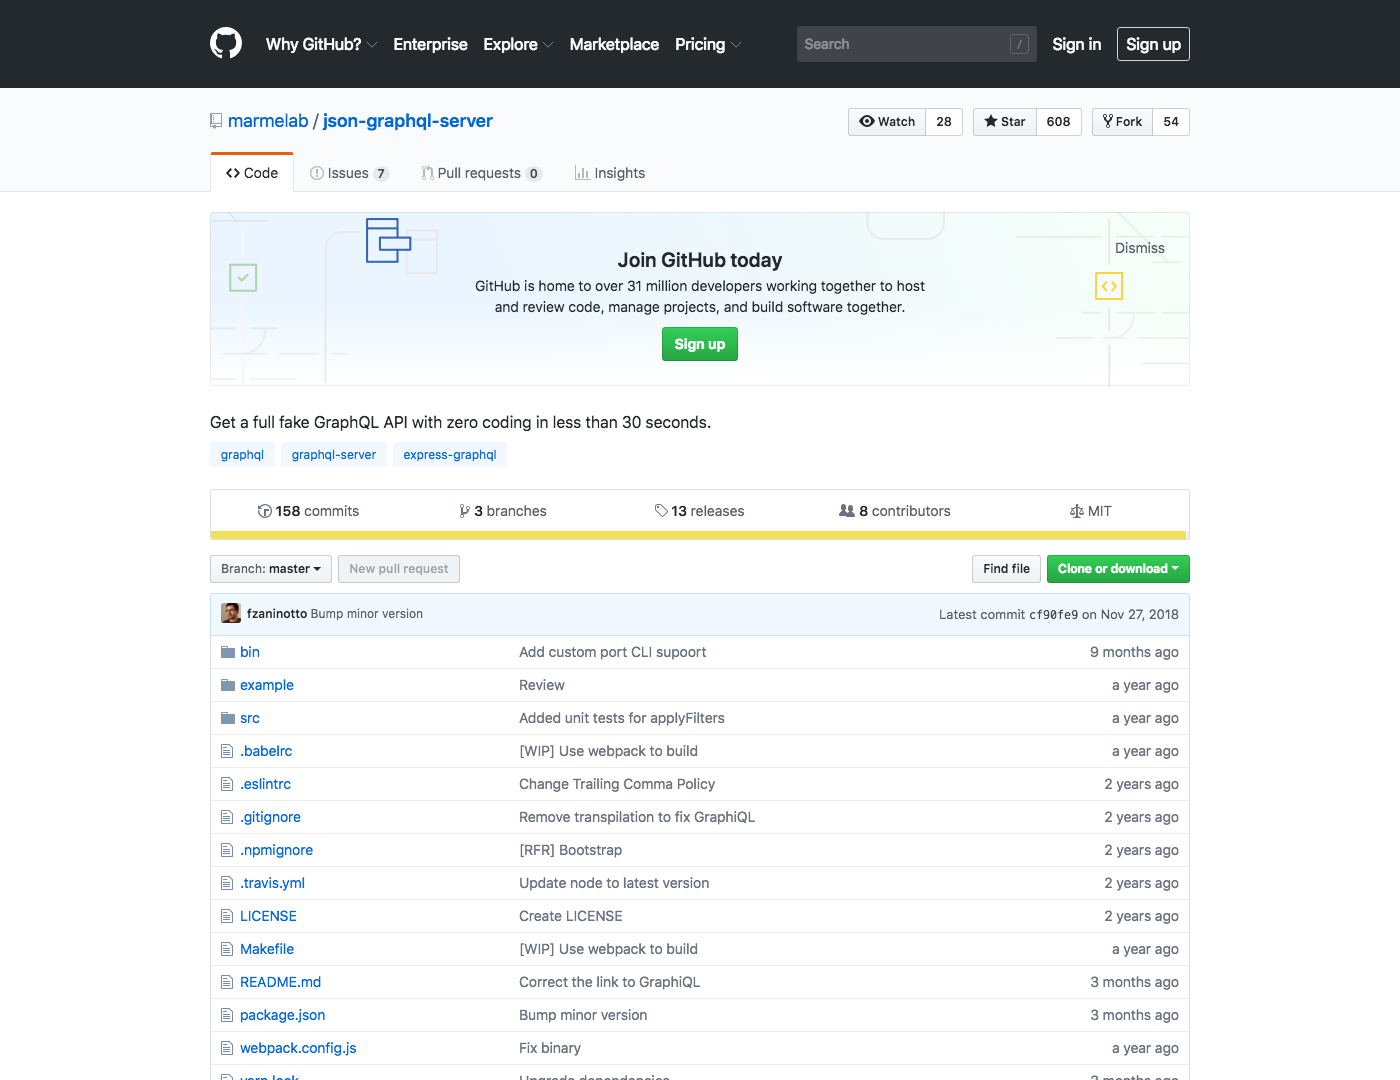 Why GitHub? Enterprise Explore Marketplace Pricing Search / Sign in Sign up
marmelab / json-graphql-server Watch 28 Star 608 Fork 54
Code Issues 7 Pull requests 0 Insights
Dismiss
Join GitHub today
GitHub is home to over 31 million developers working together to host
and review code, manage projects, and build software together.
Sign up
Get a full fake GraphQL API with zero coding in less than 30 seconds.
graphql graphql-server express-graphql
158 commits 3 branches 13 releases 8 contributors MIT
Branch: master New pull request Find file Clone or download
fzaninotto Bump minor version Latest commit cf90fe9 on Nov 27, 2018
bin Add custom port CLI supoort 9 months ago
example Review a year ago
src Added unit tests for applyFilters a year ago
.babelrc [WIP] Use webpack to build a year ago
.eslintrc Change Trailing Comma Policy 2 years ago
.gitignore Remove transpilation to fix GraphiQL 2 years ago
.npmignore [RFR] Bootstrap 2 years ago
.travis.yml Update node to latest version 2 years ago
LICENSE Create LICENSE 2 years ago
Makefile [WIP] Use webpack to build a year ago
README.md Correct the link to GraphiQL 3 months ago
package.json Bump minor version 3 months ago
webpack.config.js Fix binary a year ago
yarn.lock Upgrade dependencies 3 months ago